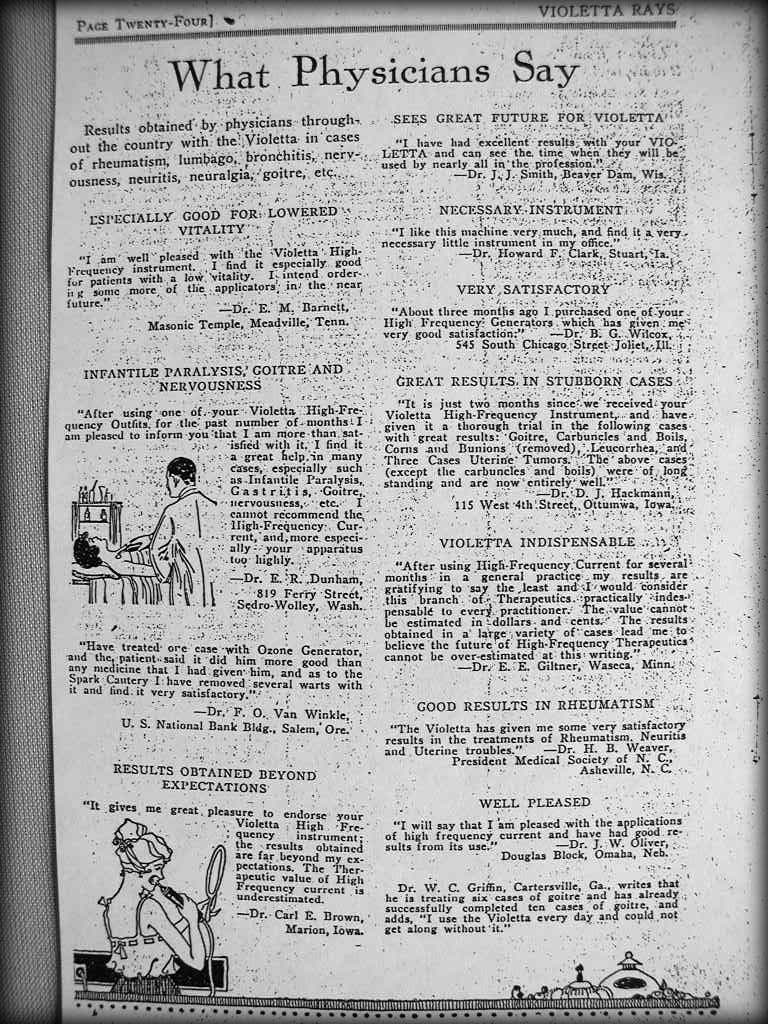 PAGE TWENTY-FOUR]
VIOLETTA RAYS
What Physicians Say
Results obtained by physicians through-
out the country with the Violetta in cases
of rheumatism, lumbago, bronchitis, nerv-
ousness, neuritis, neuralgia, goitre, etc.
ESPECIALLY GOOD FOR LOWERED
VITALITY
"I am well pleased with the Violetta High-
Frequency instrument. I find it especially good
for patients with a low vitality. I intend order-
ing some more of the applicators in the near
future."
—Dr. E. M. Barnett,
Masonic Temple, Meadville, Tenn.
INFANTILE PARALYSIS, GOITRE AND
NERVOUSNESS
"After using one of your Violetta High-Fre-
quency Outfits for the past number of months I
am pleased to inform you that I am more than sat-
isfied with it. I find it
a great help in many
cases, especially such
as Infantile Paralysis,
Gastritis, Goitre,
nervousness, etc. I
cannot recommend the
High-Frequency Cur-
rent, and more especi-
ally your apparatus
too highly.
—Dr. E. R. Dunham,
819 Ferry Street,
Sedro-Wolley, Wash.
"Have treated one case with Ozone Generator,
and the patient said it did him more good than
any medicine that I had given him, and as to the
Spark Cautery I have removed several warts with
it and find it very satisfactory."
—Dr. F. O. Van Winkle,
U. S. National Bank Bldg., Salem, Ore.
RESULTS OBTAINED BEYOND
EXPECTATIONS
"It gives me great pleasure to endorse your
Violetta High Fre-
quency instrument;
the results obtained
are far beyond my ex-
pectations. The Ther-
apeutic value of High
Frequency current is
underestimated.
—Dr. Carl E. Brown,
Marion, Iowa.
SEES GREAT FUTURE FOR VIOLETTA
"I have had excellent results with your VIO-
LETTA and can see the time when they will be
used by nearly all in the profession."
—Dr. J. J. Smith, Beaver Dam, Wis.
NECESSARY INSTRUMENT
"I like this machine very much, and find it a very
necessary little instrument in my office."
—Dr. Howard F. Clark, Stuart, Ia.
VERY SATISFACTORY
"About three months ago I purchased one of your
High Frequency Generators which has given me
very good satisfaction." —Dr. B. G. Wilcox,
545 South Chicago Street Joliet, Ill.
GREAT RESULTS IN STUBBORN CASES
"It is just two months since we received your
Violetta High-Frequency Instrument, and have
given it a thorough trial in the following cases
with great results: Goitre, Carbuncles and Boils,
Corns and Bunions (removed), Leucorrhea, and
Three Cases Uterine Tumors. The above cases
(except the carbuncles and boils) were of long
standing and are now entirely well."
—Dr. D. J. Hackmann,
115 West 4th Street, Ottumwa, Iowa.
VIOLETTA INDISPENSABLE
"After using High-Frequency Current for several
months in a general practice my results are
gratifying to say the least and I would consider
this branch of Therapeutics practically indes-
pensable to every practitioner. The value cannot
be estimated in dollars and cents. The results
obtained in a large variety of cases lead me to
believe the future of High-Frequency Therapeutics
cannot be over-estimated at this writing."
—Dr. E. E. Giltner, Waseca, Minn.
GOOD RESULTS IN RHEUMATISM
"The Violetta has given me some very satisfactory
results in the treatments of Rheumatism, Neuritis
and Uterine troubles." —Dr. H. B. Weaver,
President Medical Society of N. C.,
Asheville, N. C.
WELL PLEASED
"I will say that I am pleased with the applications
of high frequency current and have had good re-
sults from its use." —Dr. J. W. Oliver,
Douglas Block, Omaha, Neb.
Dr. W. C. Griffin, Cartersville, Ga., writes that
he is treating six cases of goitre and has already
successfully completed ten cases of goitre, and
adds, "I use the Violetta every day and could not
get along without it."